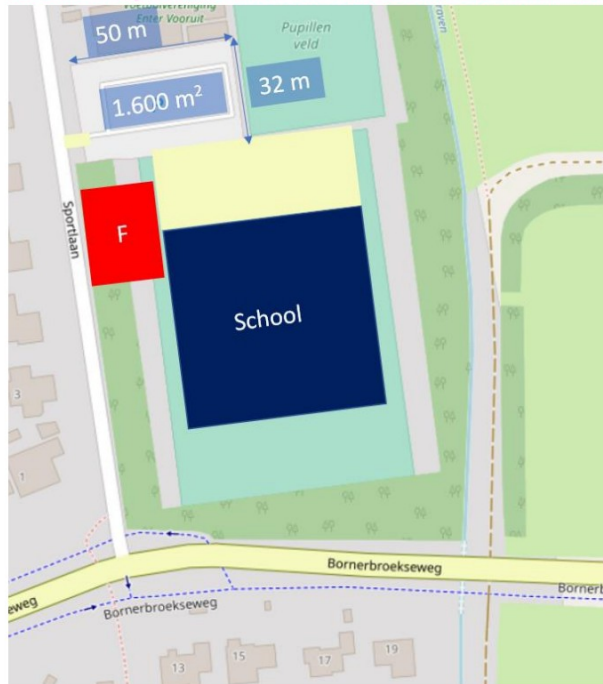 Voetbalvereniging
Enter Vooruit
50 m
Pupillen
veld
1.600 m²
32 m
Sportlaan
F
School
3
1
Bornerbroekseweg
Bornerb
eweg
Bornerbroekseweg
13
15
17
19